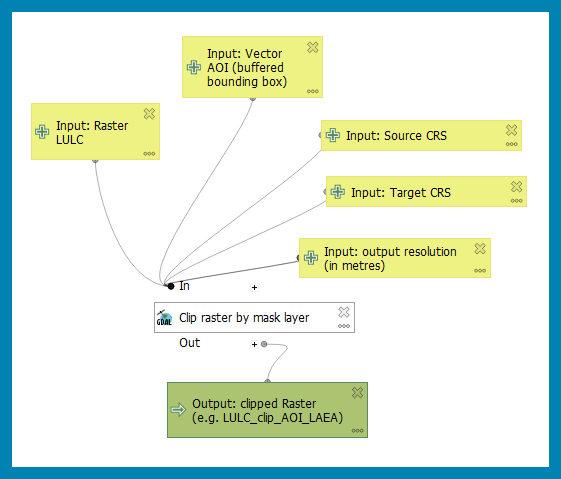 Input: Vector
AOI (buffered
bounding box)
Input: Raster
LULC
Input: Source CRS
Input: Target CRS
Input: output resolution
(in metres)
In
+
GDAL
Clip raster by mask layer
Out
+
Output: clipped Raster
(e.g. LULC_clip_AOI_LAEA)